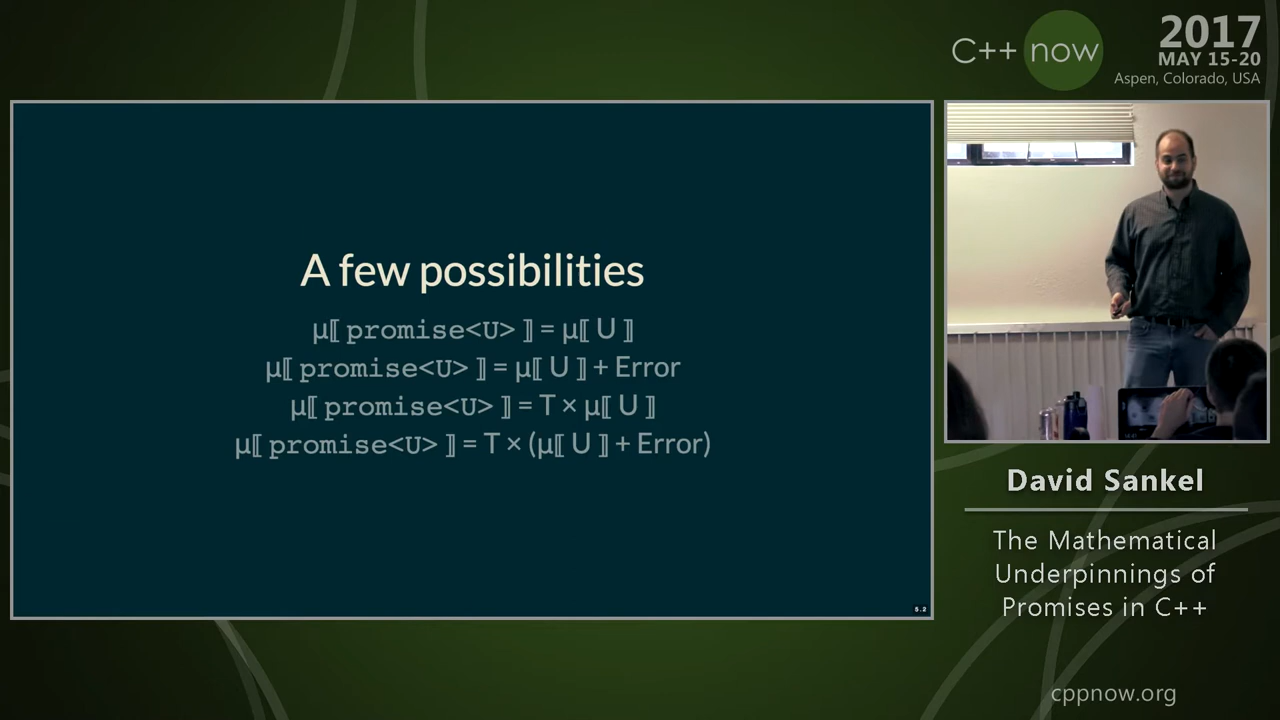 C++ now
2017
MAY 15-20
Aspen, Colorado, USA
A few possibilities
μ⟦ promise<U> ⟧ = μ⟦ U ⟧
μ⟦ promise<U> ⟧ = μ⟦ U ⟧ + Error
μ⟦ promise<U> ⟧ = T × μ⟦ U ⟧
μ⟦ promise<U> ⟧ = T × (μ⟦ U ⟧ + Error)
5.2
David Sankel
The Mathematical
Underpinnings of
Promises in C++
cppnow.org